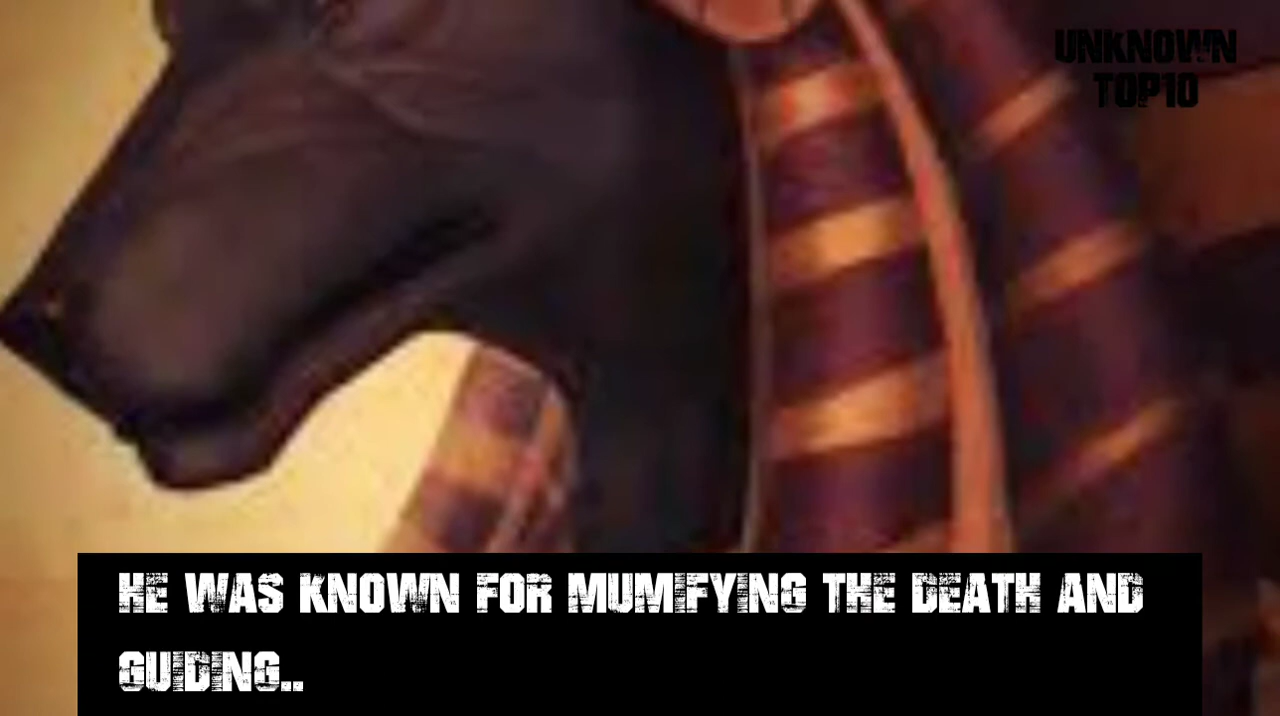 UNKNOWN
TOP10
HE WAS KNOWN FOR MUMIFYING THE DEATH AND
GUIDING..